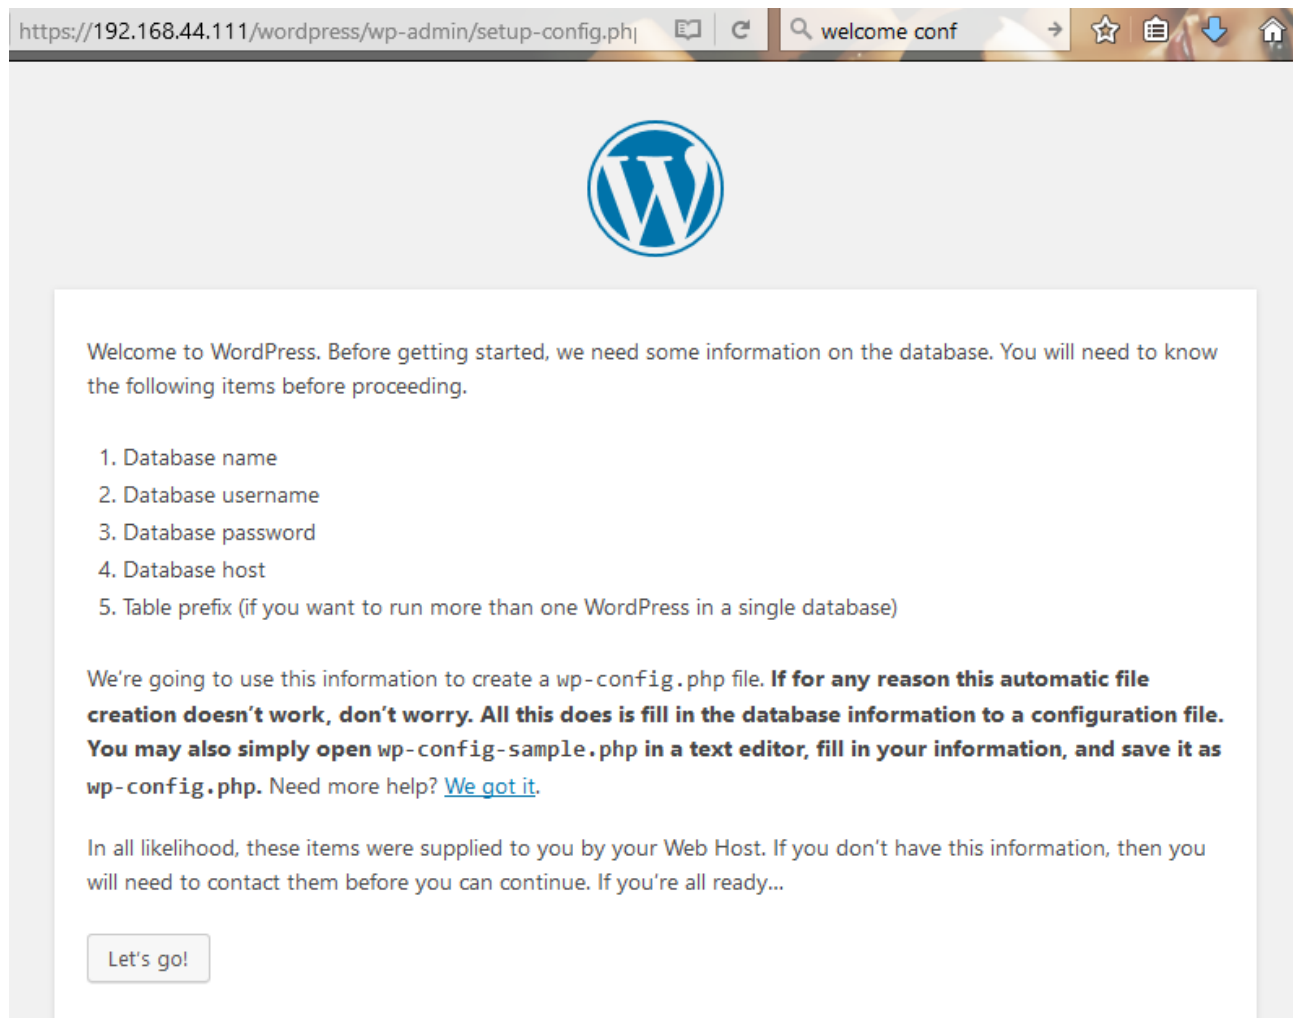 https://192.168.44.111/wordpress/wp-admin/setup-config.ph
welcome conf
Welcome to WordPress. Before getting started, we need some information on the database. You will need to know
the following items before proceeding.
1. Database name
2. Database username
3. Database password
4. Database host
5. Table prefix (if you want to run more than one WordPress in a single database)
We’re going to use this information to create a wp-config.php file. If for any reason this automatic file
creation doesn’t work, don’t worry. All this does is fill in the database information to a configuration file.
You may also simply open wp-config-sample.php in a text editor, fill in your information, and save it as
wp-config.php. Need more help? We got it.
In all likelihood, these items were supplied to you by your Web Host. If you don’t have this information, then you
will need to contact them before you can continue. If you’re all ready…
Let’s go!